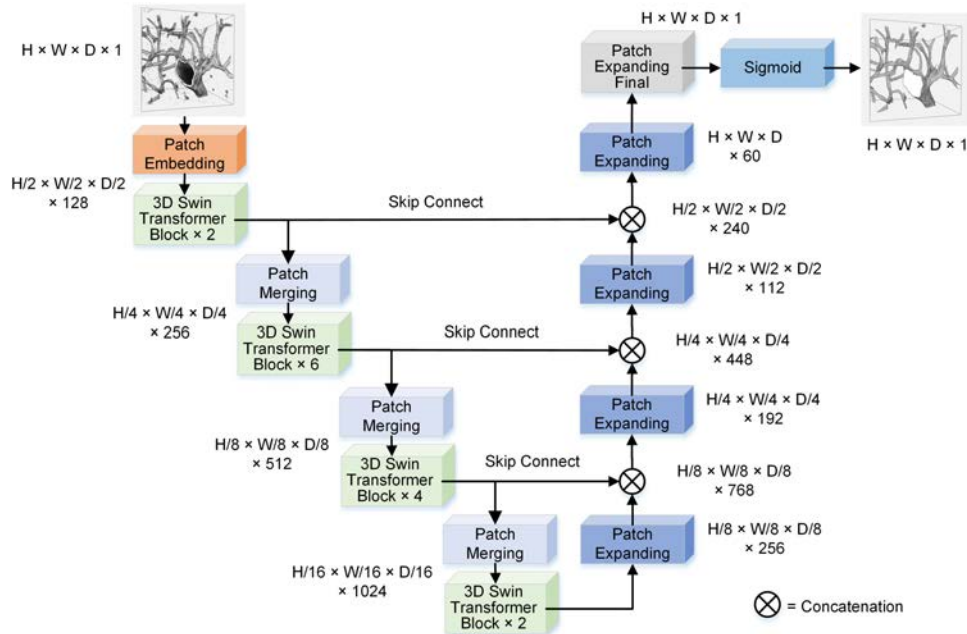 H × W × D × 1
H × W × D × 1
Patch
Expanding
Final
Sigmoid
Patch
Embedding
Patch
Expanding
H × W × D
× 60
H × W × D × 1
H/2 × W/2 × D/2
× 128
3D Swin
Transformer
Block × 2
Skip Connect
H/2 × W/2 × D/2
× 240
Patch
Merging
Patch
Expanding
H/2 × W/2 × D/2
× 112
H/4 × W/4 × D/4
× 256
3D Swin
Transformer
Block × 6
Skip Connect
H/4 × W/4 × D/4
× 448
Patch
Merging
Patch
Expanding
H/4 × W/4 × D/4
× 192
H/8 × W/8 × D/8
× 512
3D Swin
Transformer
Block × 4
Skip Connect
H/8 × W/8 × D/8
× 768
Patch
Merging
Patch
Expanding
H/8 × W/8 × D/8
× 256
H/16 × W/16 × D/16
× 1024
3D Swin
Transformer
Block × 2
= Concatenation